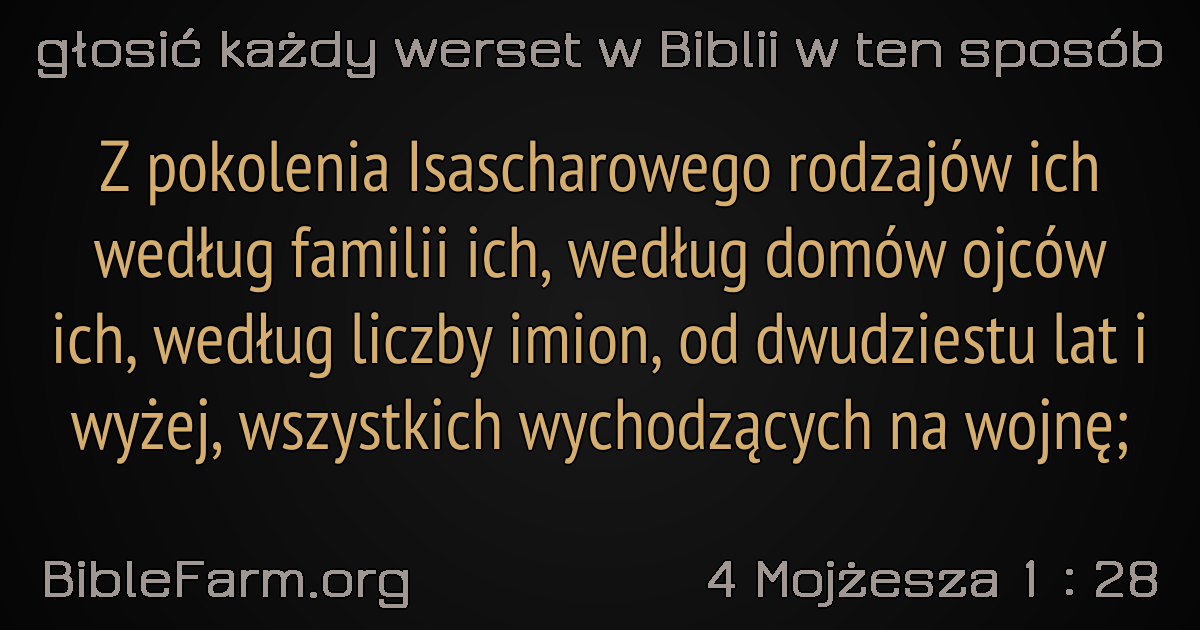 głosić każdy werset w Biblii w ten sposób
Z pokolenia Isascharowego rodzajów ich
według familii ich, według domów ojców
ich, według liczby imion, od dwudziestu lat i
wyżej, wszystkich wychodzących na wojnę;
BibleFarm.org
4 Mojżesza 1 : 28